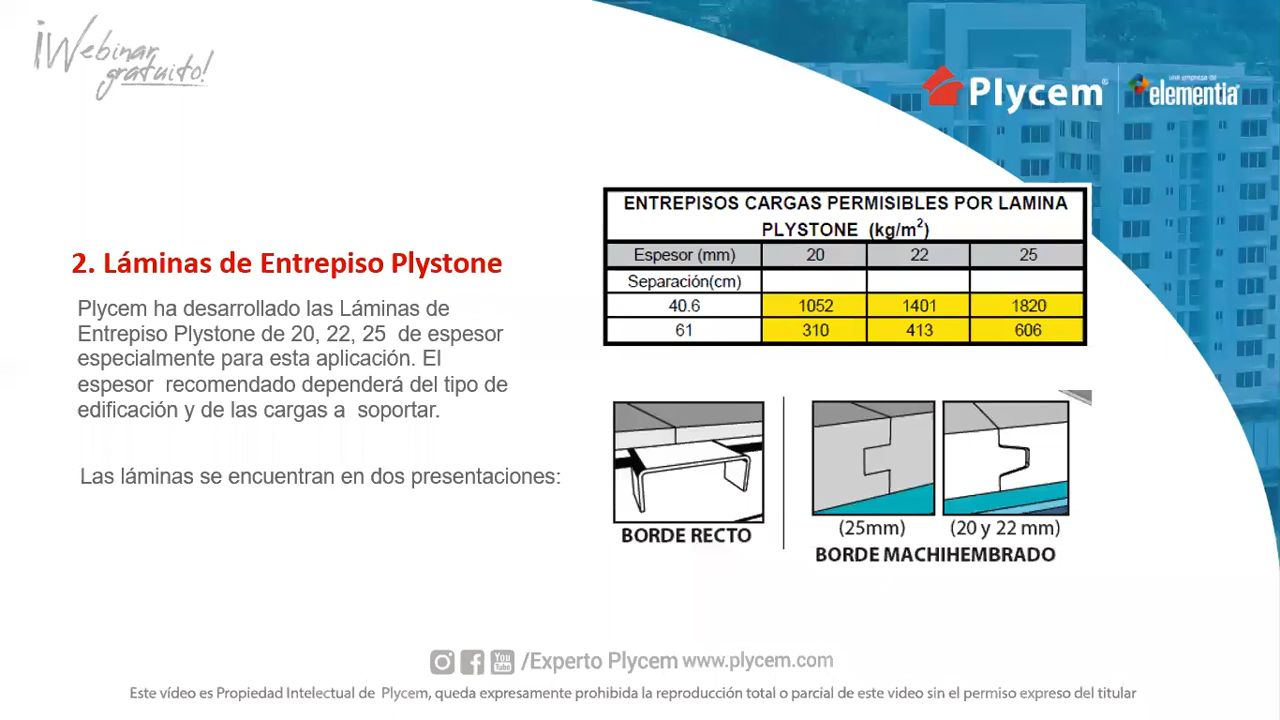 ¡Webinar
gratuito!
Plycem®
una empresa de
elementia®
ENTREPISOS CARGAS PERMISIBLES POR LAMINA
PLYSTONE (kg/m²)
Espesor (mm) 20 22 25
Separación(cm)
40.6 1052 1401 1820
61 310 413 606
2. Láminas de Entrepiso Plystone
Plycem ha desarrollado las Láminas de
Entrepiso Plystone de 20, 22, 25 de espesor
especialmente para esta aplicación. El
espesor recomendado dependerá del tipo de
edificación y de las cargas a soportar.
Las láminas se encuentran en dos presentaciones:
BORDE RECTO
(25mm) (20 y 22 mm)
BORDE MACHIHEMBRADO
You Tube /Experto Plycem www.plycem.com
Este vídeo es Propiedad Intelectual de Plycem, queda expresamente prohibida la reproducción total o parcial de este video sin el permiso expreso del titular